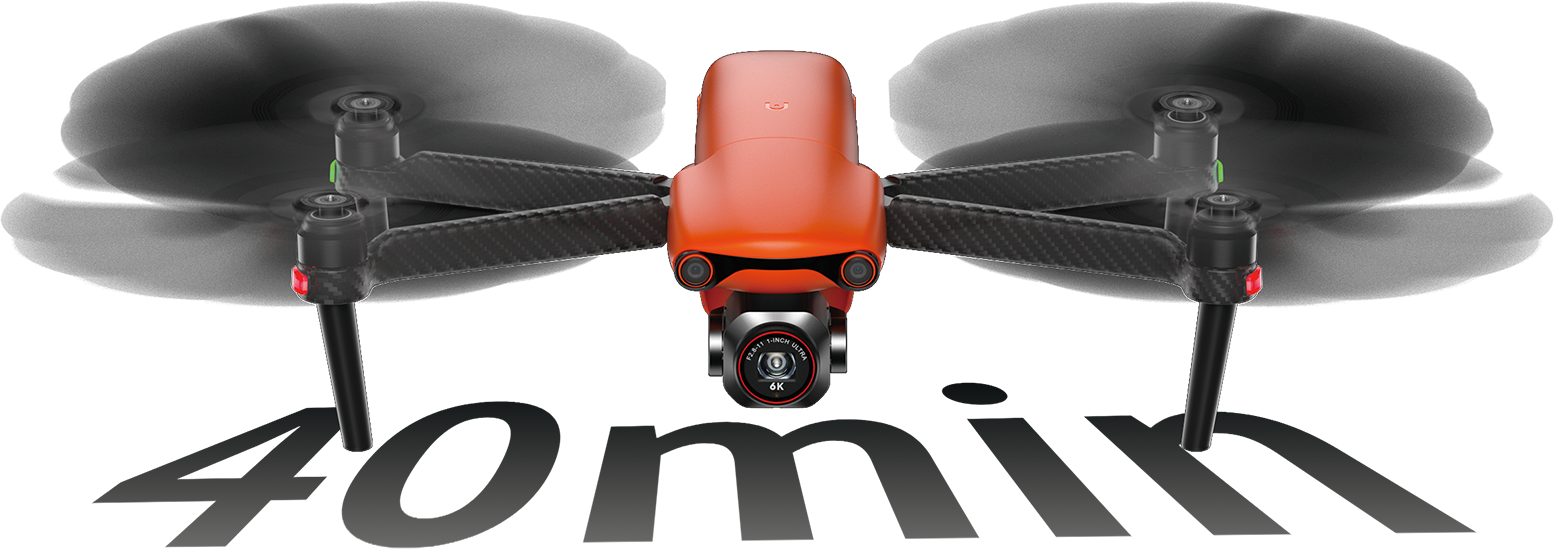 F2.8-11 1-INCH ULTRA
6K
40min